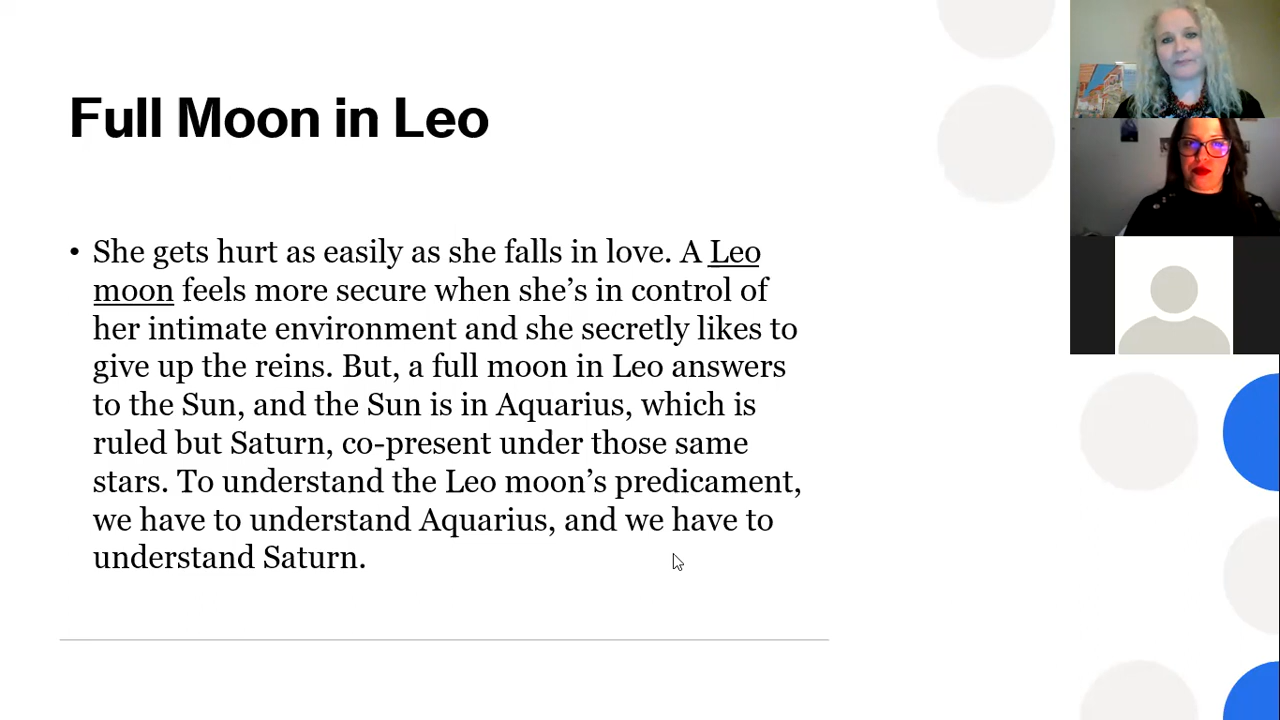 Full Moon in Leo
• She gets hurt as easily as she falls in love. A Leo
moon feels more secure when she’s in control of
her intimate environment and she secretly likes to
give up the reins. But, a full moon in Leo answers
to the Sun, and the Sun is in Aquarius, which is
ruled but Saturn, co-present under those same
stars. To understand the Leo moon’s predicament,
we have to understand Aquarius, and we have to
understand Saturn.